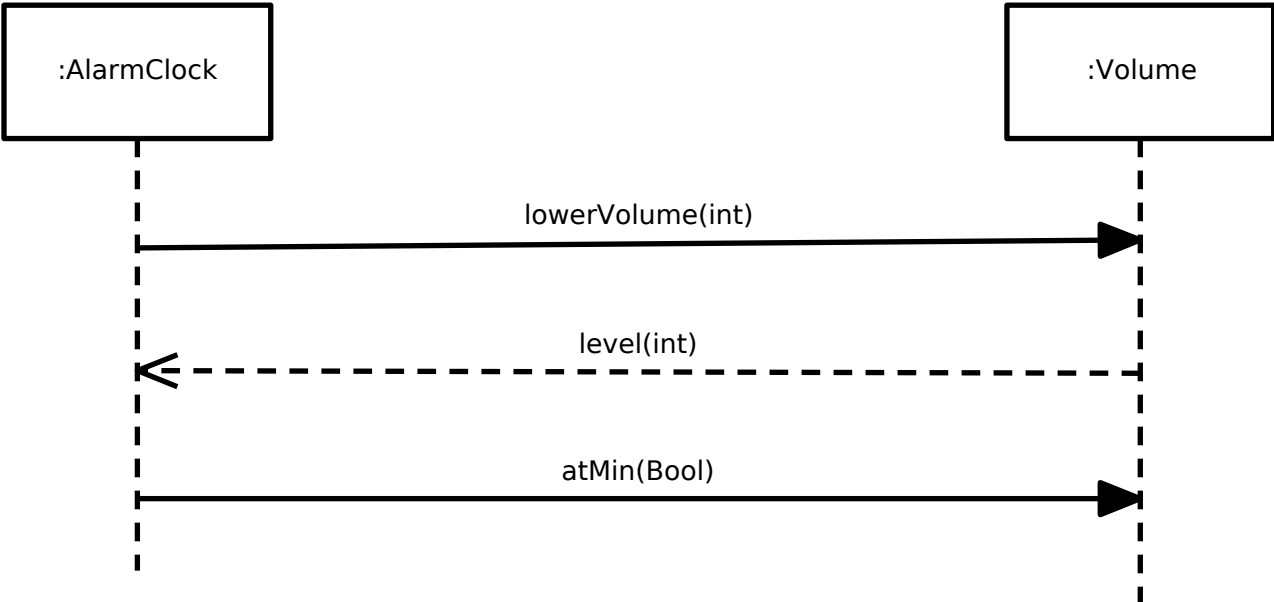 :AlarmClock
:Volume
lowerVolume(int)
level(int)
atMin(Bool)